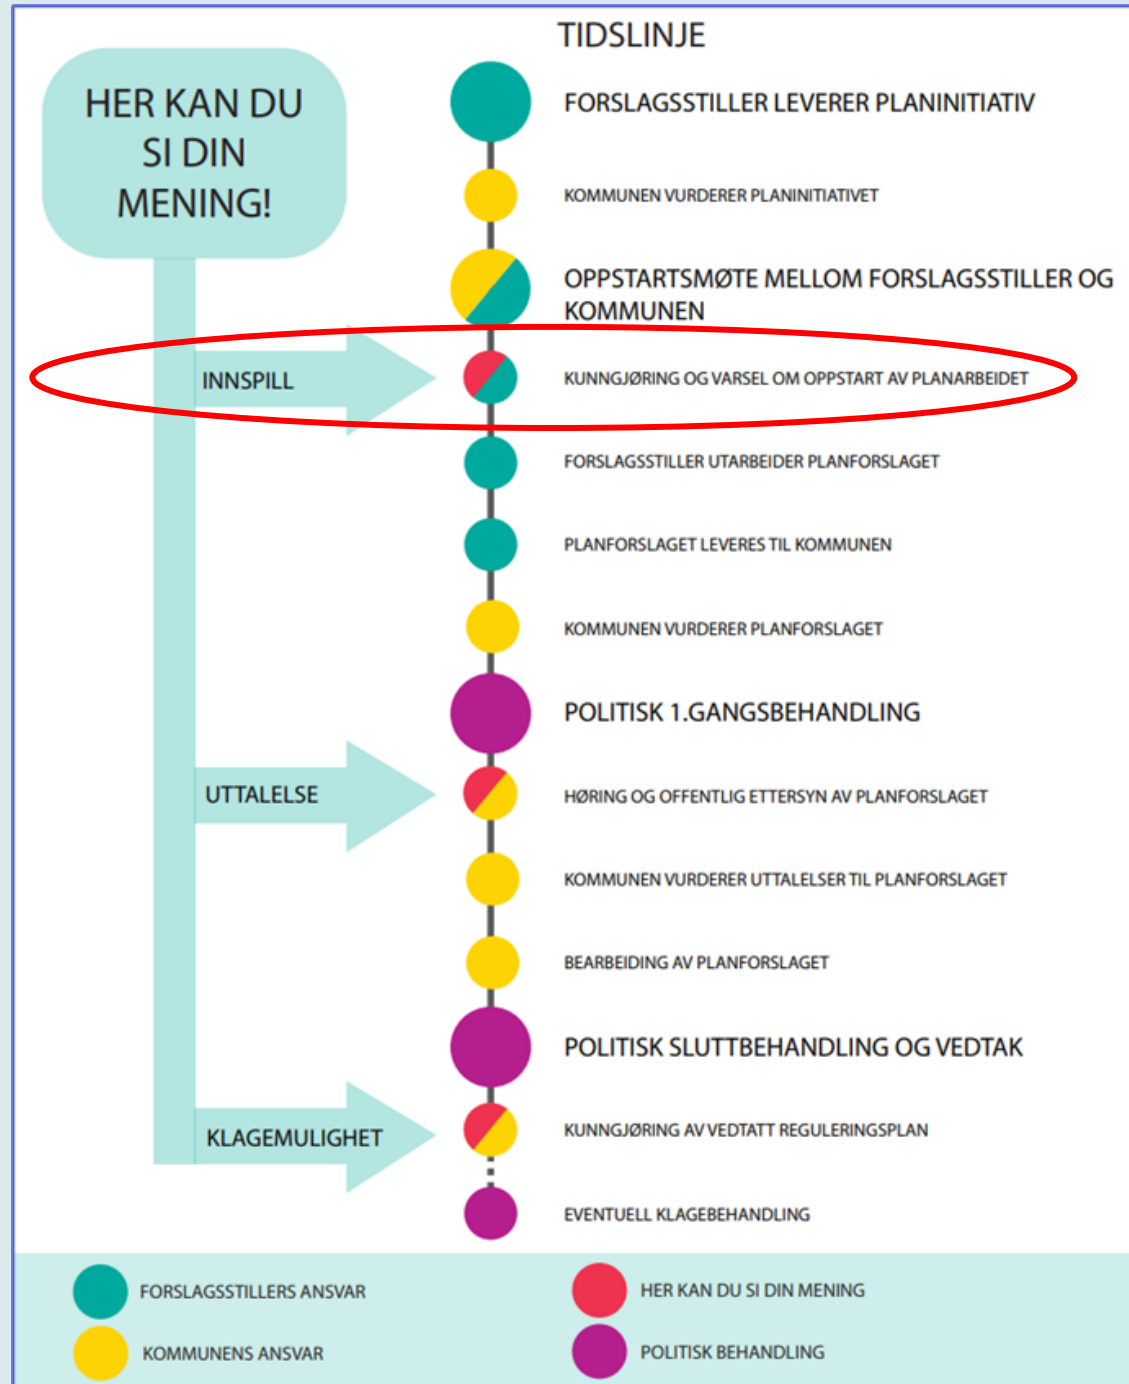 TIDSLINJE
HER KAN DU
SI DIN
MENING!
FORSLAGSSTILLER LEVERER PLANINITIATIV
KOMMUNEN VURDERER PLANINITIATIVET
OPPSTARTSMØTE MELLOM FORSLAGSSTILLER OG
KOMMUNEN
INNSPILL
KUNNGJØRING OG VARSEL OM OPPSTART AV PLANARBEIDET
FORSLAGSSTILLER UTARBEIDER PLANFORSLAGET
PLANFORSLAGET LEVERES TIL KOMMUNEN
KOMMUNEN VURDERER PLANFORSLAGET
POLITISK 1.GANGSBEHANDLING
UTTALELSE
HØRING OG OFFENTLIG ETTERSYN AV PLANFORSLAGET
KOMMUNEN VURDERER UTTALELSER TIL PLANFORSLAGET
BEARBEIDING AV PLANFORSLAGET
POLITISK SLUTTBEHANDLING OG VEDTAK
KLAGEMULIGHET
KUNNGJØRING AV VEDTATT REGULERINGSPLAN
EVENTUELL KLAGEBEHANDLING
FORSLAGSSTILLERS ANSVAR
HER KAN DU SI DIN MENING
KOMMUNENS ANSVAR
POLITISK BEHANDLING